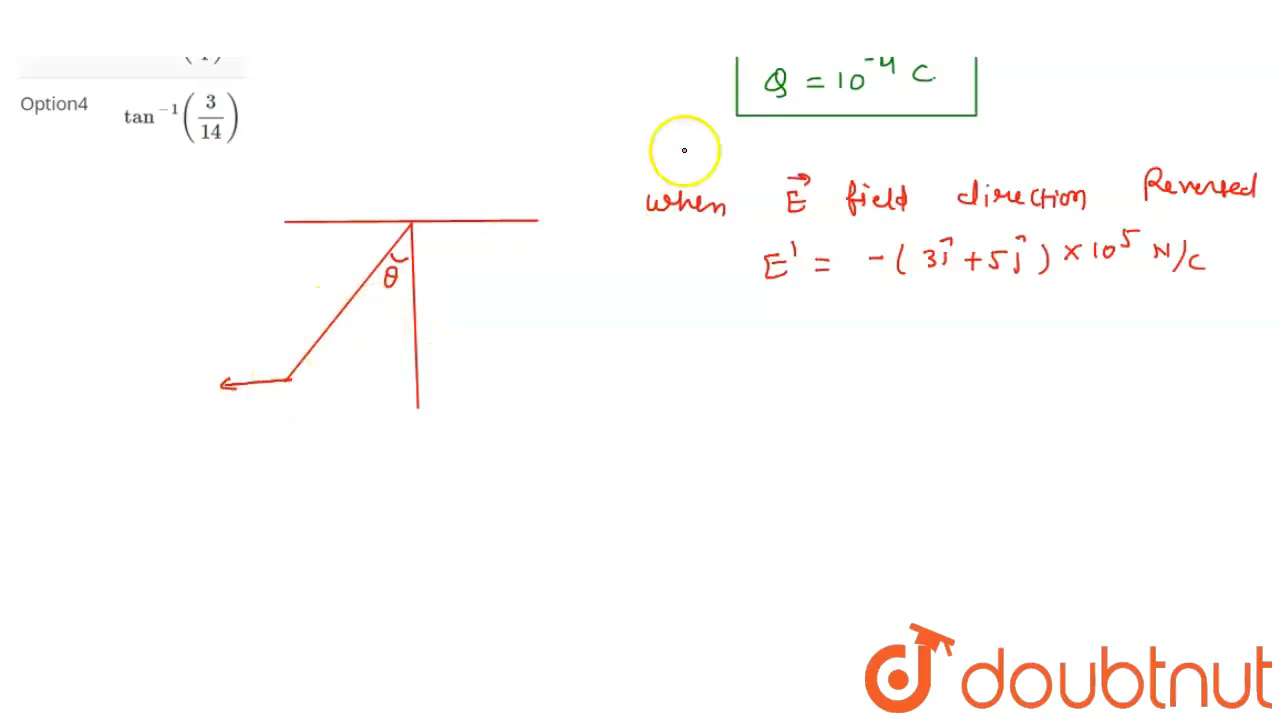 Q = 10⁻⁴ C
Option4 tan⁻¹(3/14)
when E⃗ field direction Reversed
E' = -(3î + 5ĵ) × 10⁵ N/C
θ
doubtnut